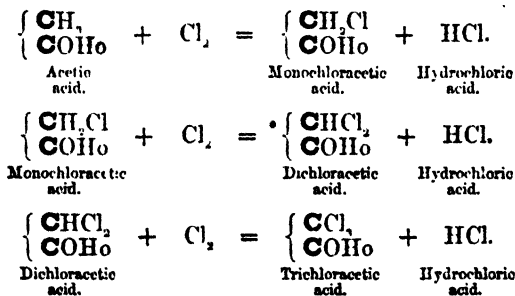 { CH₃ + Cl₂ = { CH₂Cl + HCl.
{ COHo { COHo
Acetic Monochloracetic Hydrochloric
acid. acid. acid.
{ CH₂Cl + Cl₂ = { CHCl₂ + HCl.
{ COHo { COHo
Monochloracetic Dichloracetic Hydrochloric
acid. acid. acid.
{ CHCl₂ + Cl₂ = { CCl₃ + HCl.
{ COHo { COHo
Dichloracetic Trichloracetic Hydrochloric
acid. acid. acid.